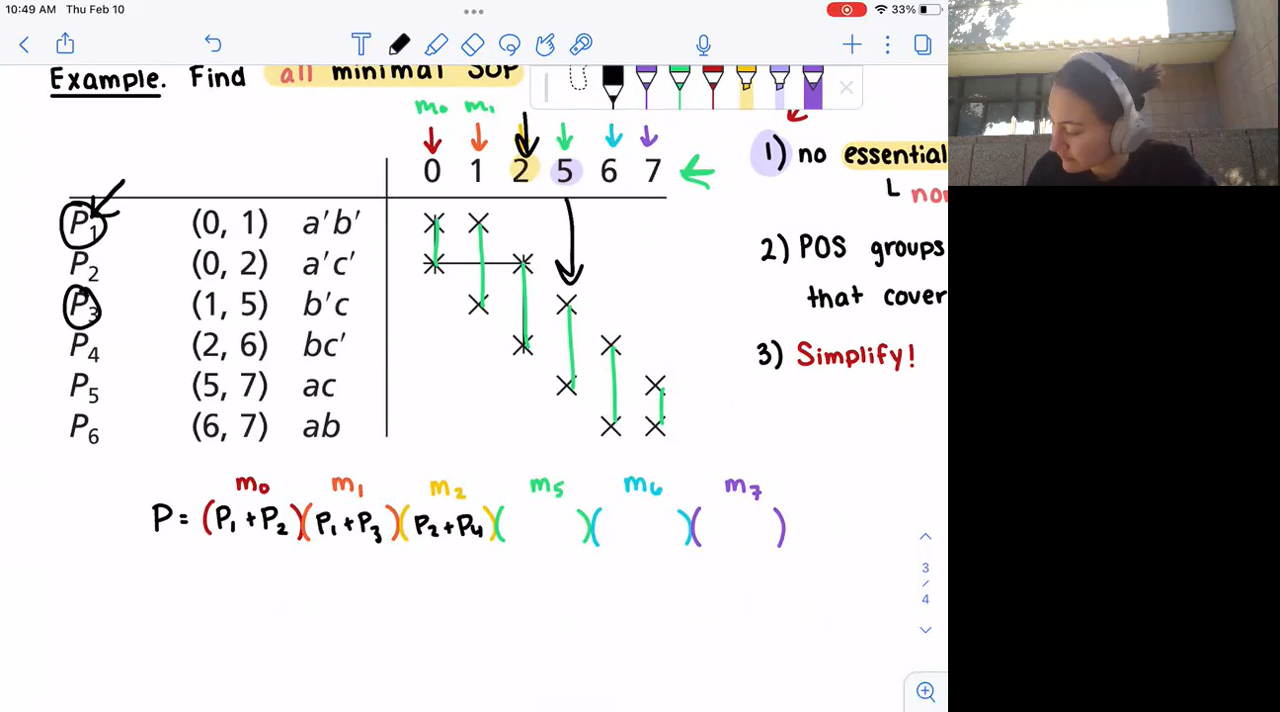 10:49 AM Thu Feb 10
33%
Example. Find all minimal SOP
m₀ m₁
0 1 2 5 6 7
P₁ (0, 1) a'b'
P₂ (0, 2) a'c'
P₃ (1, 5) b'c
P₄ (2, 6) bc'
P₅ (5, 7) ac
P₆ (6, 7) ab
1) no essential
2) POS groups
that cover
3) Simplify!
m₀ m₁ m₂ m₅ m₆ m₇
P = (P₁ + P₂)(P₁ + P₃)(P₂ + P₄)( )( )( )
3
/
4